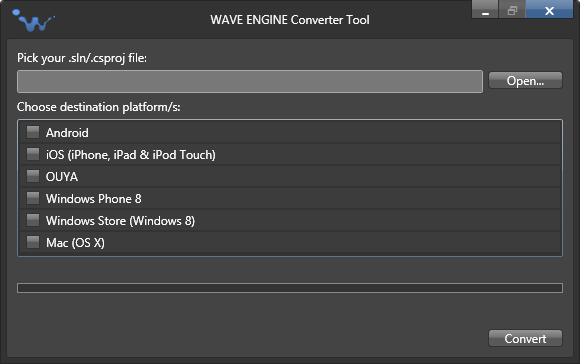 WAVE ENGINE Converter Tool
Pick your .sln/.csproj file:
Open...
Choose destination platform/s:
Android
iOS (iPhone, iPad & iPod Touch)
OUYA
Windows Phone 8
Windows Store (Windows 8)
Mac (OS X)
Convert